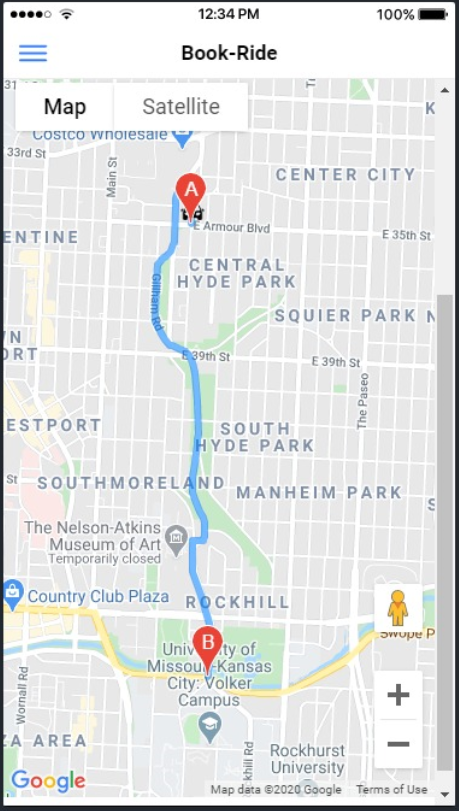 12:34 PM
100%
Book-Ride
31
Map
Satellite
K
Costco Wholesale
33rd St
Main St
CENTER CITY
A
E Armour Blvd
E 35th St
ENTINE
CENTRAL
HYDE PARK
Gillham Rd
SQUIER PARK
N
E 39th St
E 39th St
ORT
The Paseo
ESTPORT
SOUTH
HYDE PARK
St
SOUTHMORELAND
MANHEIM PARK
S
The Nelson-Atkins
Museum of Art
Temporarily closed
Country Club Plaza
ROCKHILL
B
Swope P
University of
Missouri-Kansas
City: Volker
Campus
Wornall Rd
ZA AREA
khill Rd
Rockhurst
University
Google
Map data ©2020 Google
Terms of Use